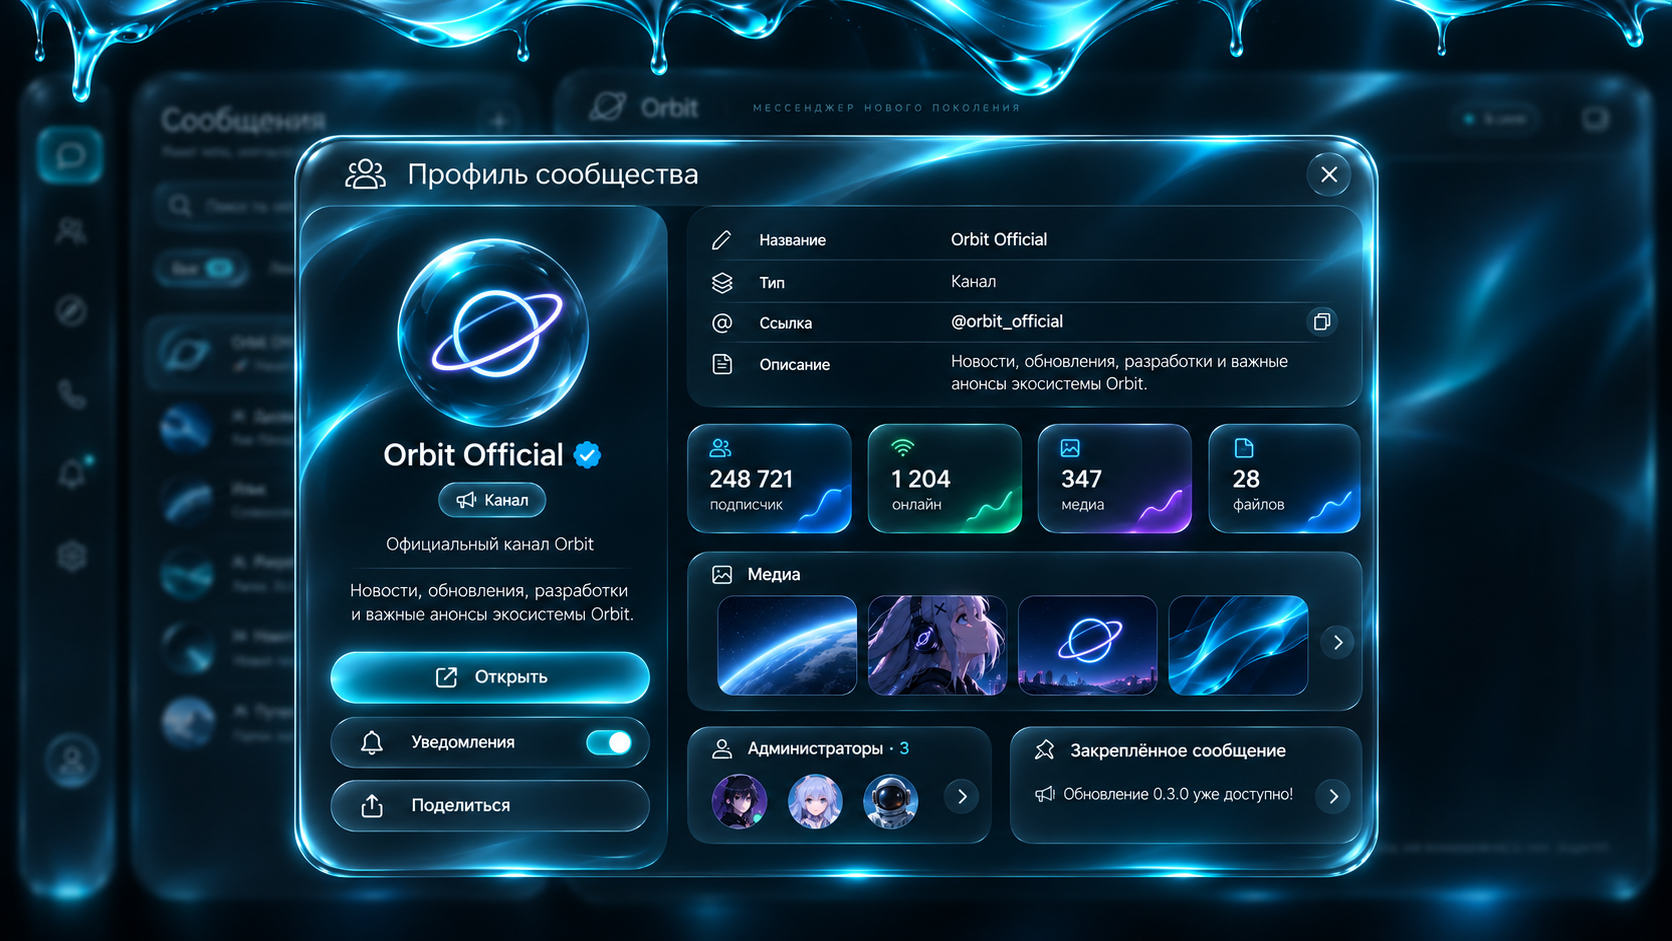 Сообщения
Orbit
МЕССЕНДЖЕР НОВОГО ПОКОЛЕНИЯ
В сети
Профиль сообщества
Orbit Official
Канал
Официальный канал Orbit
Новости, обновления, разработки
и важные анонсы экосистемы Orbit.
Открыть
Уведомления
Поделиться
Название Orbit Official
Тип Канал
Ссылка @orbit_official
Описание Новости, обновления, разработки и важные
анонсы экосистемы Orbit.
248 721
подписчик
1 204
онлайн
347
медиа
28
файлов
Медиа
Администраторы · 3
Закреплённое сообщение
Обновление 0.3.0 уже доступно!